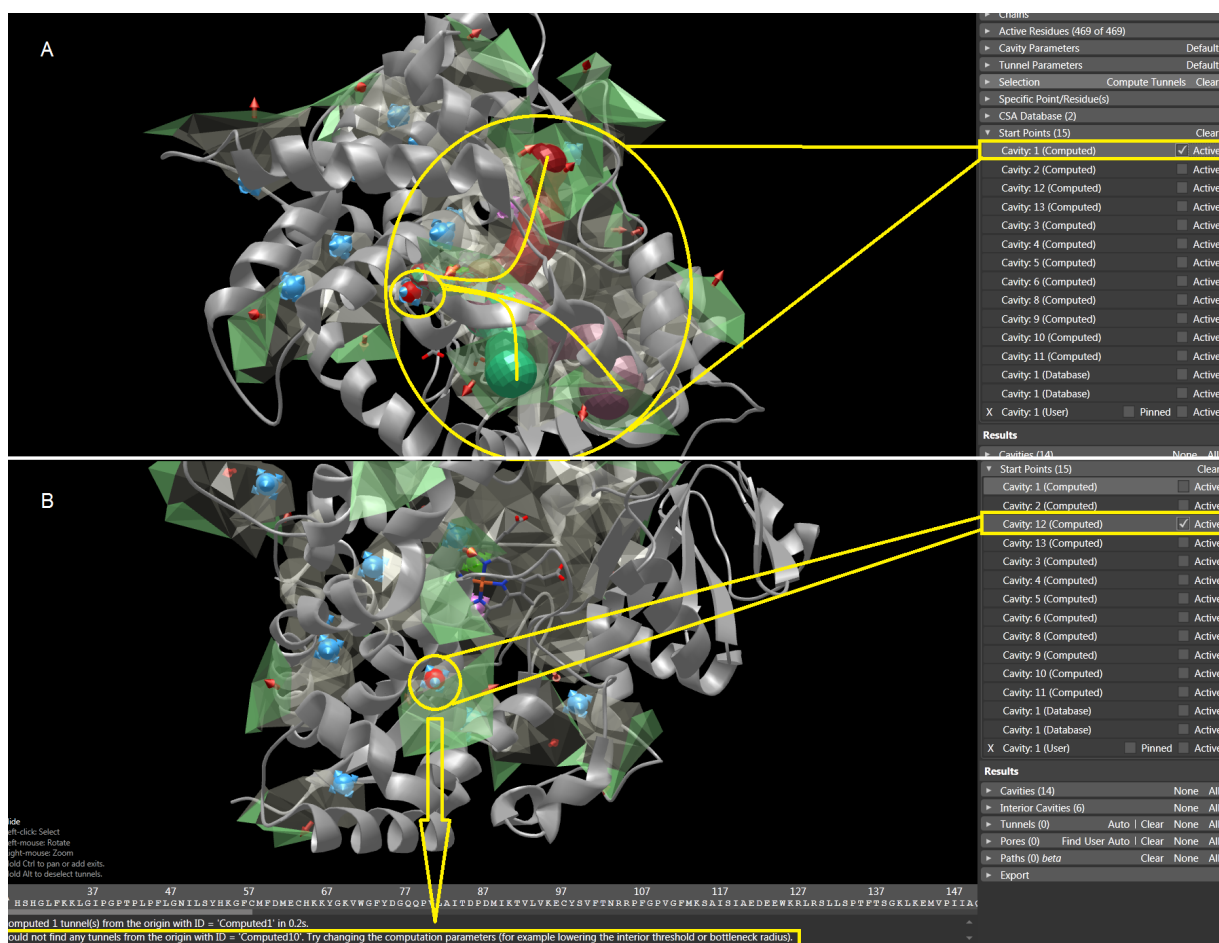 A
Chains
Active Residues (469 of 469)
Cavity Parameters Default
Tunnel Parameters Default
Selection Compute Tunnels Clear
Specific Point/Residue(s)
CSA Database (2)
Start Points (15) Clear
Cavity: 1 (Computed) Active
Cavity: 2 (Computed) Active
Cavity: 12 (Computed) Active
Cavity: 13 (Computed) Active
Cavity: 3 (Computed) Active
Cavity: 4 (Computed) Active
Cavity: 5 (Computed) Active
Cavity: 6 (Computed) Active
Cavity: 8 (Computed) Active
Cavity: 9 (Computed) Active
Cavity: 10 (Computed) Active
Cavity: 11 (Computed) Active
Cavity: 1 (Database) Active
Cavity: 1 (Database) Active
X Cavity: 1 (User) Pinned Active
Results
Cavities (14) None All
B
Start Points (15) Clear
Cavity: 1 (Computed) Active
Cavity: 2 (Computed) Active
Cavity: 12 (Computed) Active
Cavity: 13 (Computed) Active
Cavity: 3 (Computed) Active
Cavity: 4 (Computed) Active
Cavity: 5 (Computed) Active
Cavity: 6 (Computed) Active
Cavity: 8 (Computed) Active
Cavity: 9 (Computed) Active
Cavity: 10 (Computed) Active
Cavity: 11 (Computed) Active
Cavity: 1 (Database) Active
Cavity: 1 (Database) Active
X Cavity: 1 (User) Pinned Active
Results
Cavities (14) None All
Interior Cavities (6) None All
Tunnels (0) Auto | Clear None All
Pores (0) Find User Auto | Clear None All
Paths (0) beta Clear None All
Export
lide
eft-click: Select
eft-mouse: Rotate
ight-mouse: Zoom
old Ctrl to pan or add exits.
old Alt to deselect tunnels.
37 47 57 67 77 87 97 107 117 127 137 147
HSHGLFKKLGIPGPTPLPFLGNILSYHKGFCMFDMECHKKYGKVWGFYDGQQPV LAITDPDMIKTVLVKECYSVFTNRRPFGPVGFMKSAISIAEDEEWKRLRSLLSPTFTSGKLKEMVPIIA
omputed 1 tunnel(s) from the origin with ID = 'Computed1' in 0.2s.
ould not find any tunnels from the origin with ID = 'Computed10'. Try changing the computation parameters (for example lowering the interior threshold or bottleneck radius).